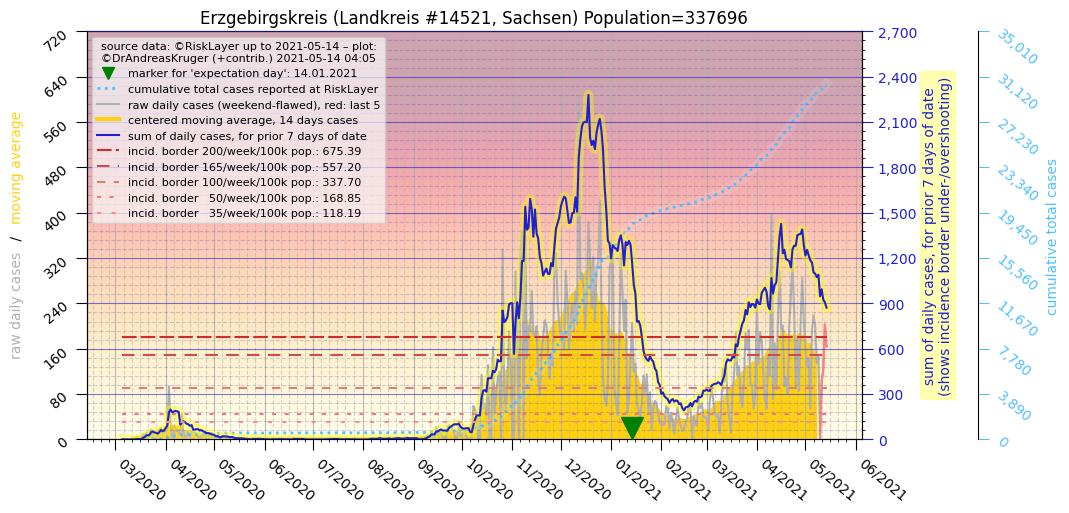 Erzgebirgskreis (Landkreis #14521, Sachsen) Population=337696
source data: ©RiskLayer up to 2021-05-14 – plot:
©DrAndreasKruger (+contrib.) 2021-05-14 04:05
marker for 'expectation day': 14.01.2021
cumulative total cases reported at RiskLayer
raw daily cases (weekend-flawed), red: last 5
centered moving average, 14 days cases
sum of daily cases, for prior 7 days of date
incid. border 200/week/100k pop.: 675.39
incid. border 165/week/100k pop.: 557.20
incid. border 100/week/100k pop.: 337.70
incid. border 50/week/100k pop.: 168.85
incid. border 35/week/100k pop.: 118.19
raw daily cases / moving average
720
640
560
480
400
320
240
160
80
0
03/2020
04/2020
05/2020
06/2020
07/2020
08/2020
09/2020
10/2020
11/2020
12/2020
01/2021
02/2021
03/2021
04/2021
05/2021
06/2021
2,700
2,400
2,100
1,800
1,500
1,200
900
600
300
0
sum of daily cases, for prior 7 days of date
(shows incidence border under-/overshooting)
35,010
31,120
27,230
23,340
19,450
15,560
11,670
7,780
3,890
0
cumulative total cases